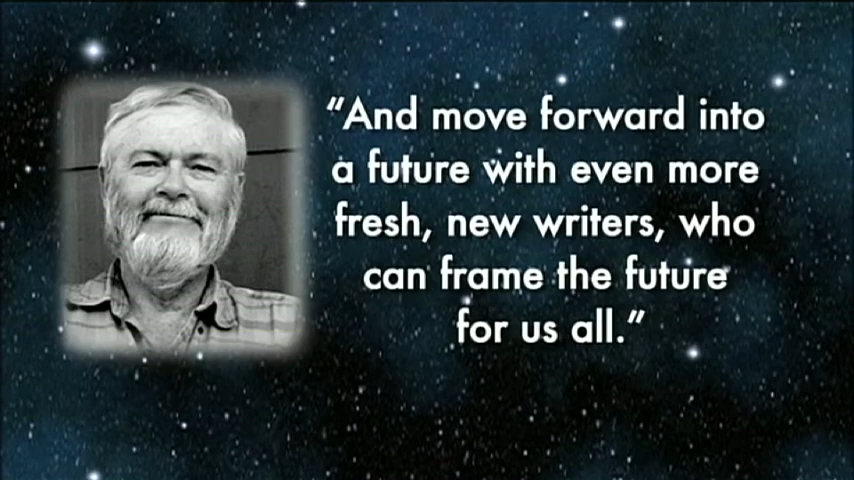 “And move forward into
a future with even more
fresh, new writers, who
can frame the future
for us all.”